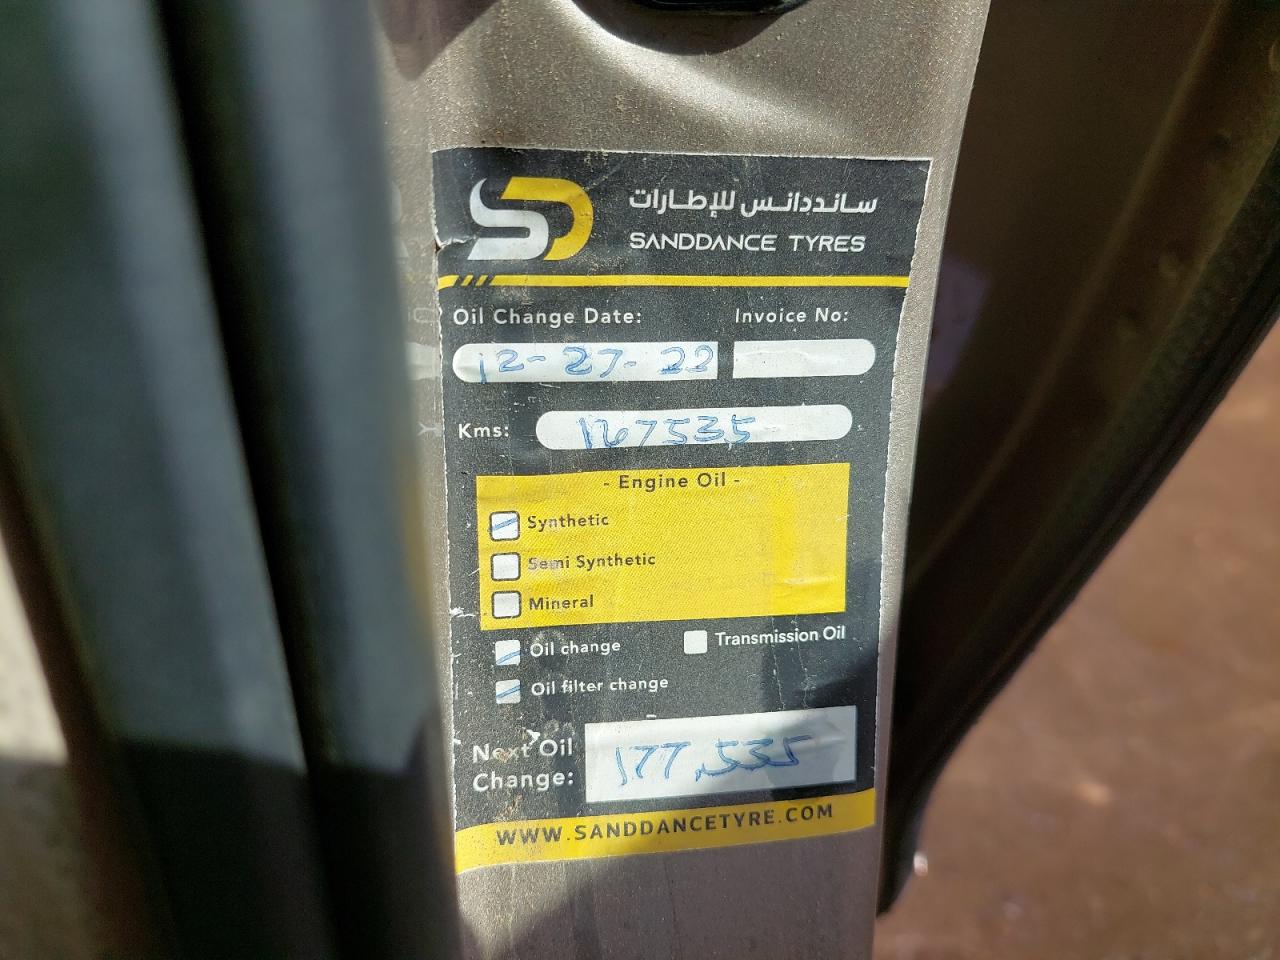 SD
سانددانس للإطارات
SANDDANCE TYRES
Oil Change Date: Invoice No:
12-27-22
Kms: 167535
- Engine Oil -
Synthetic
Semi Synthetic
Mineral
Oil change Transmission Oil
Oil filter change
Next Oil Change: 177,535
WWW.SANDDANCETYRE.COM